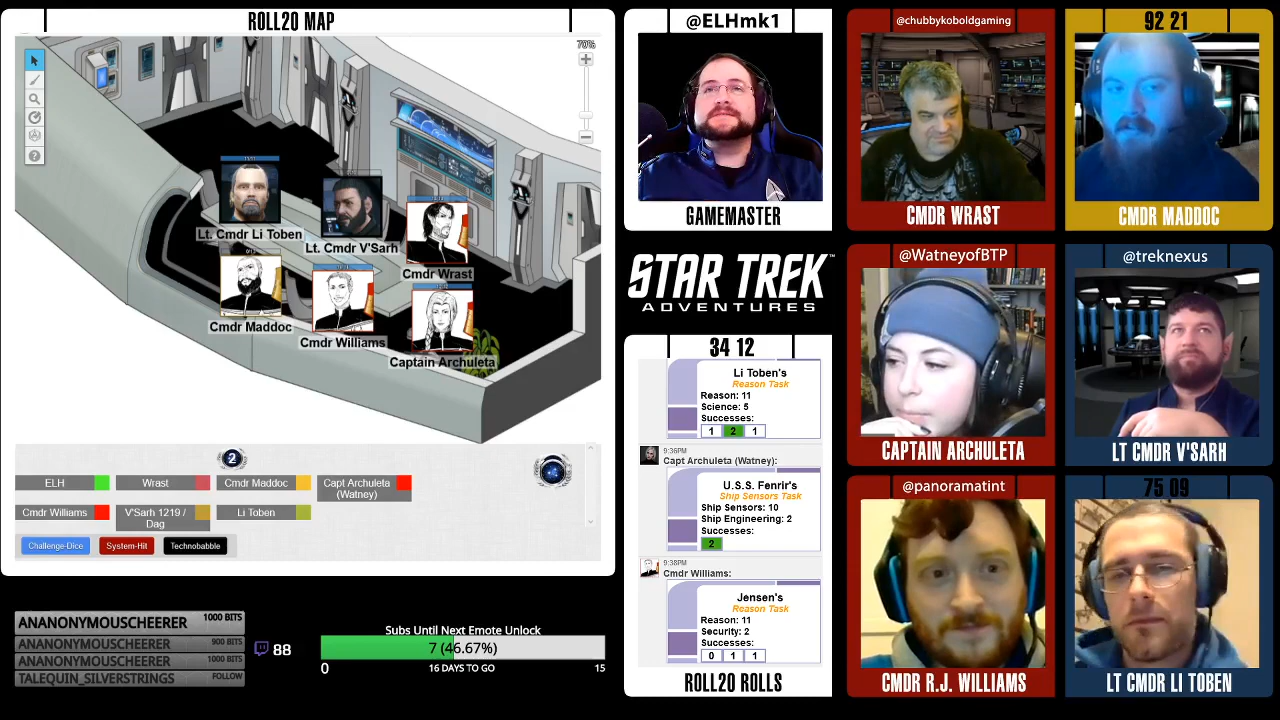 ROLL20 MAP
70%
11/11
Lt. Cmdr Li Toben
Lt. Cmdr V'Sarh
Cmdr Wrast
Cmdr Maddoc
Cmdr Williams
Captain Archuleta
2
ELH
Wrast
Cmdr Maddoc
Capt Archuleta
(Watney)
Cmdr Williams
V'Sarh 1219 /
Dag
Li Toben
Challenge-Dice
System-Hit
Technobabble
ANANONYMOUSCHEERER 1000 BITS
ANANONYMOUSCHEERER 900 BITS
ANANONYMOUSCHEERER 1000 BITS
TALEQUIN_SILVERSTRINGS FOLLOW
88
Subs Until Next Emote Unlock
7 (46.67%)
0 16 DAYS TO GO 15
@ELHmk1
GAMEMASTER
STAR TREK™
ADVENTURES
34 12
Li Toben's
Reason Task
Reason: 11
Science: 5
Successes:
1 2 1
9:36PM
Capt Archuleta (Watney):
U.S.S. Fenrir's
Ship Sensors Task
Ship Sensors: 10
Ship Engineering: 2
Successes:
2
9:38PM
Cmdr Williams:
Jensen's
Reason Task
Reason: 11
Security: 2
Successes:
0 1 1
ROLL20 ROLLS
@chubbykoboldgaming
CMDR WRAST
92 21
CMDR MADDOC
@WatneyofBTP
CAPTAIN ARCHULETA
@treknexus
LT CMDR V'SARH
@panoramatint
CMDR R.J. WILLIAMS
75 09
LT CMDR LI TOBEN